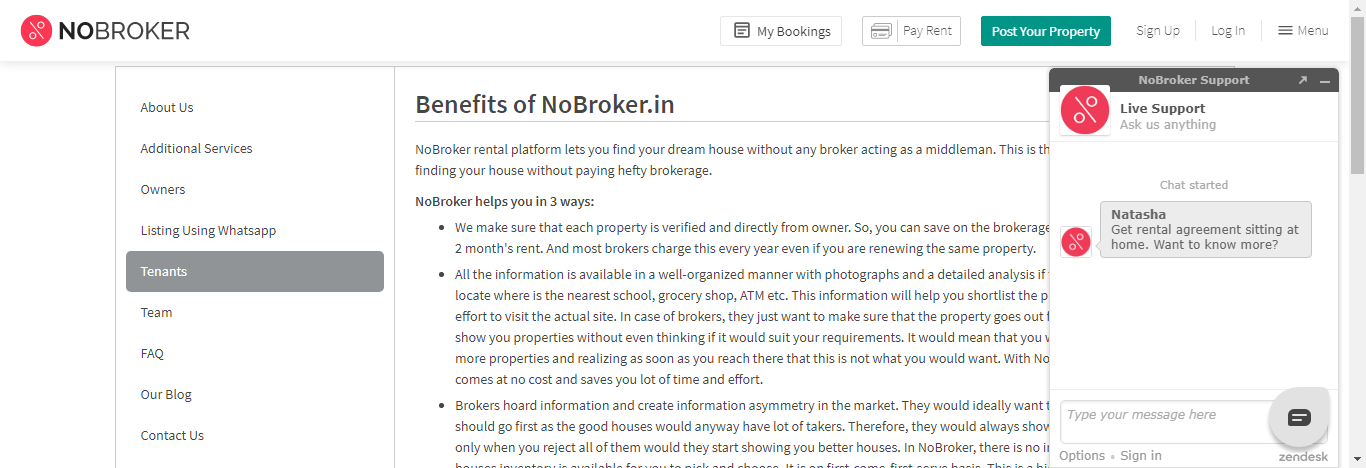 NOBROKER
My Bookings
Pay Rent
Post Your Property
Sign Up
Log In
Menu
About Us
Additional Services
Owners
Listing Using Whatsapp
Tenants
Team
FAQ
Our Blog
Contact Us
Benefits of NoBroker.in
NoBroker rental platform lets you find your dream house without any broker acting as a middleman. This is th
finding your house without paying hefty brokerage.
NoBroker helps you in 3 ways:
We make sure that each property is verified and directly from owner. So, you can save on the brokerage
2 month's rent. And most brokers charge this every year even if you are renewing the same property.
All the information is available in a well-organized manner with photographs and a detailed analysis if
locate where is the nearest school, grocery shop, ATM etc. This information will help you shortlist the p
effort to visit the actual site. In case of brokers, they just want to make sure that the property goes out f
show you properties without even thinking if it would suit your requirements. It would mean that you w
more properties and realizing as soon as you reach there that this is not what you would want. With No
comes at no cost and saves you lot of time and effort.
Brokers hoard information and create information asymmetry in the market. They would ideally want t
should go first as the good houses would anyway have lot of takers. Therefore, they would always show
only when you reject all of them would they start showing you better houses. In NoBroker, there is no in
houses inventory is available for you to pick and choose. It is on first-come-first-serve basis. This is a
NoBroker Support
Live Support
Ask us anything
Chat started
Natasha
Get rental agreement sitting at
home. Want to know more?
Type your message here
Options
Sign in
zendesk